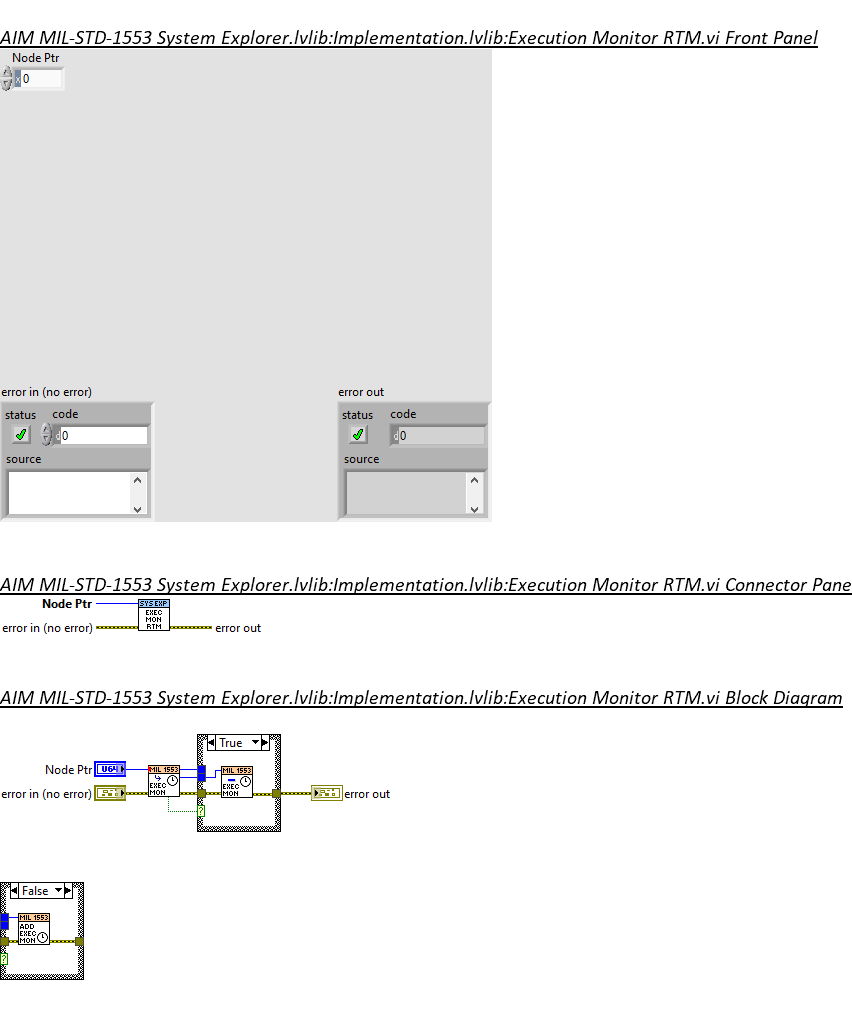 AIM MIL-STD-1553 System Explorer.lvlib:Implementation.lvlib:Execution Monitor RTM.vi Front Panel
Node Ptr
x 0
error in (no error) error out
status code status code
d 0 d 0
source source
AIM MIL-STD-1553 System Explorer.lvlib:Implementation.lvlib:Execution Monitor RTM.vi Connector Pane
Node Ptr
SYS EXP
EXEC
MON
RTM
error in (no error) error out
AIM MIL-STD-1553 System Explorer.lvlib:Implementation.lvlib:Execution Monitor RTM.vi Block Diagram
True
Node Ptr U64
MIL 1553
EXEC
MON
MIL 1553
EXEC
MON
error in (no error) error out
?
False
MIL 1553
ADD
EXEC
MON
?